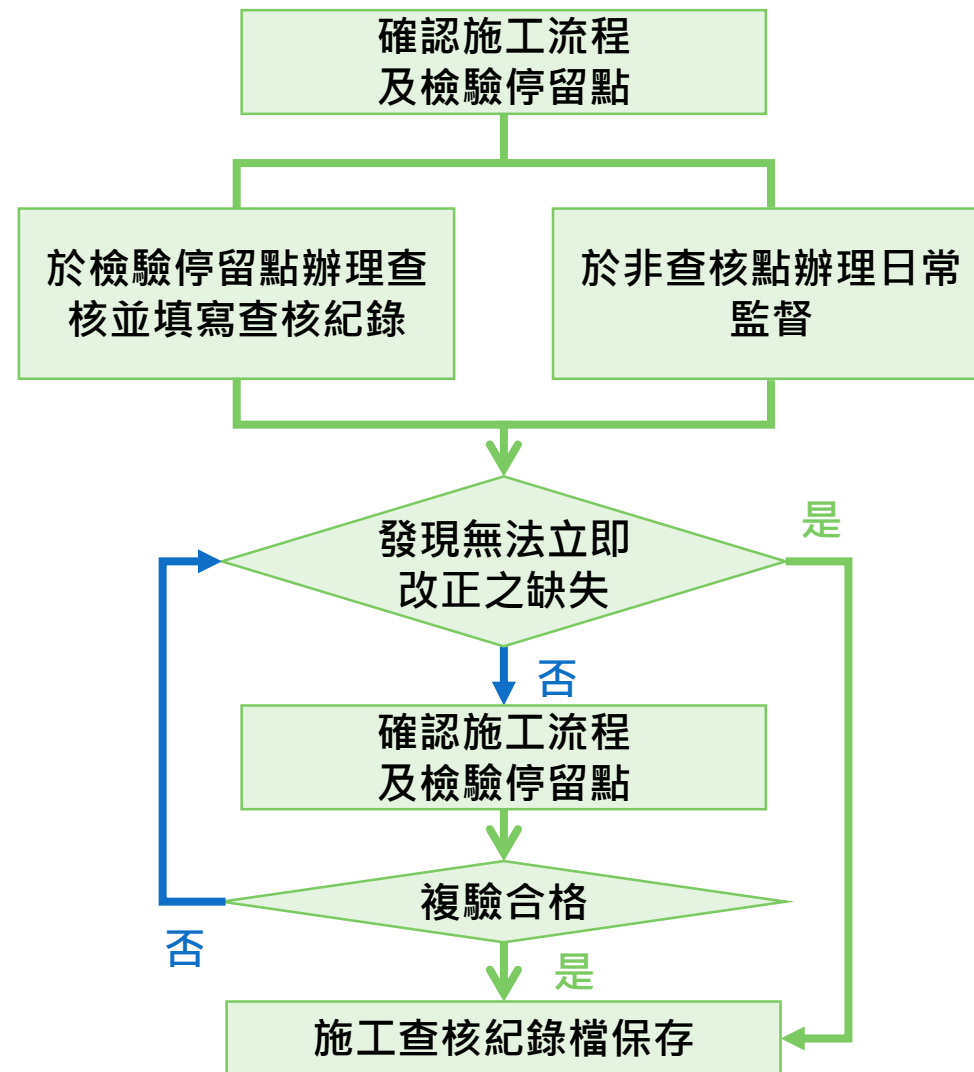 確認施工流程
及檢驗停留點
於檢驗停留點辦理查
核並填寫查核紀錄
於非查核點辦理日常
監督
發現無法立即
改正之缺失
是
否
確認施工流程
及檢驗停留點
複驗合格
否
是
施工查核紀錄檔保存